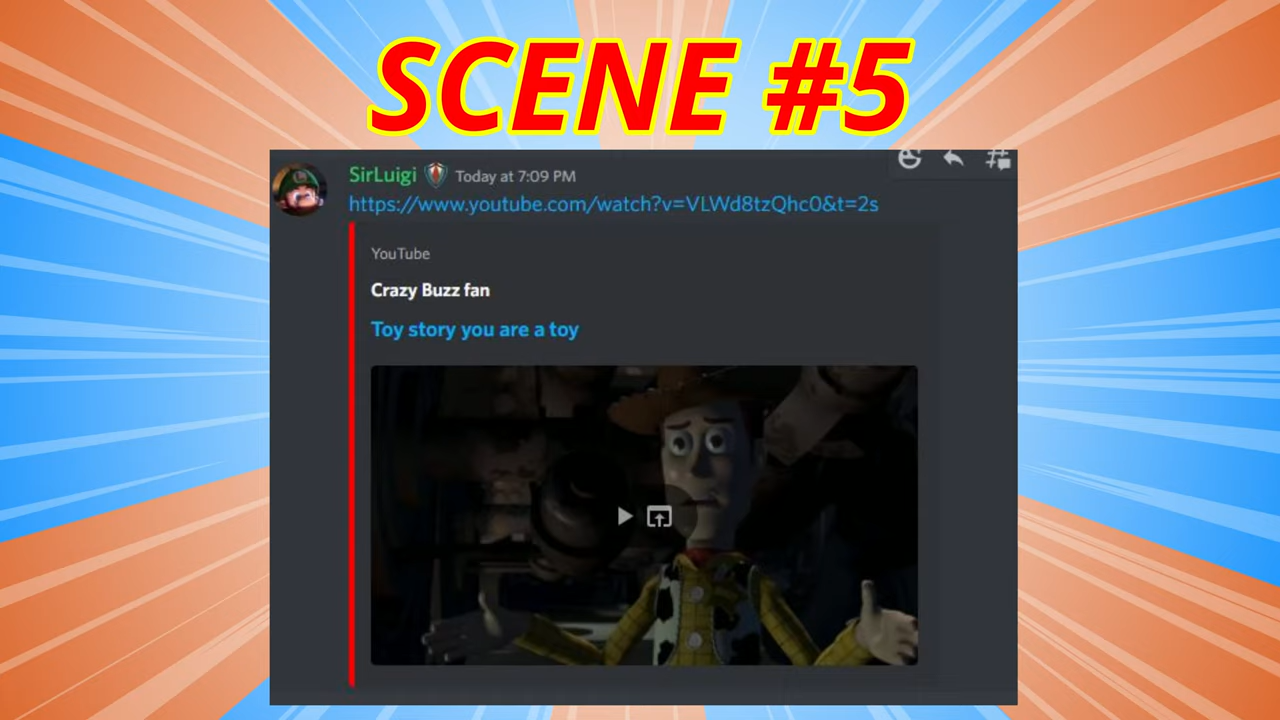 SCENE #5
SirLuigi Today at 7:09 PM
https://www.youtube.com/watch?v=VLWd8tzQhc0&t=2s
YouTube
Crazy Buzz fan
Toy story you are a toy